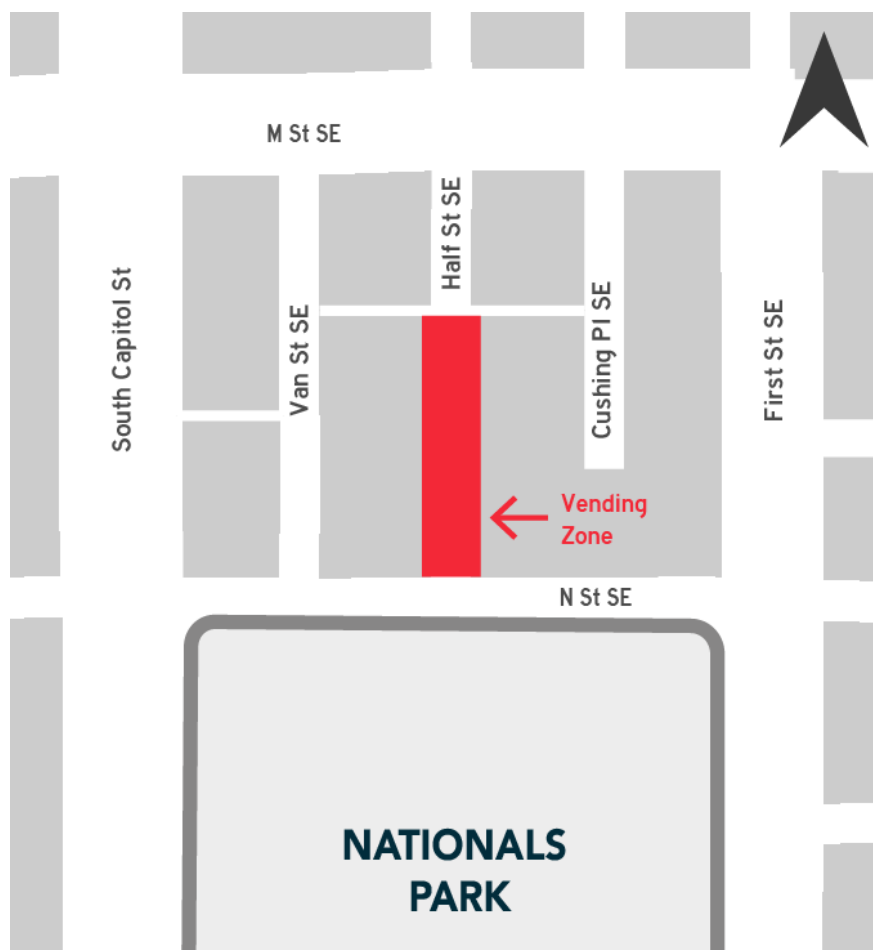 M St SE
Half St SE
South Capitol St
Van St SE
Cushing Pl SE
First St SE
Vending
Zone
N St SE
NATIONALS
PARK